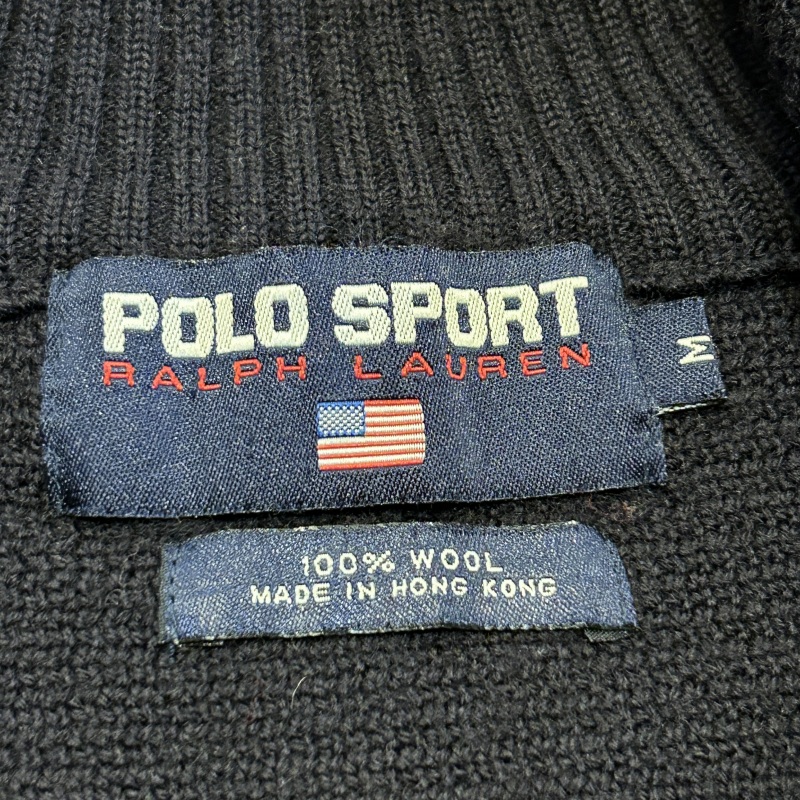 POLO SPORT
RALPH LAUREN
M
100% WOOL
MADE IN HONG KONG